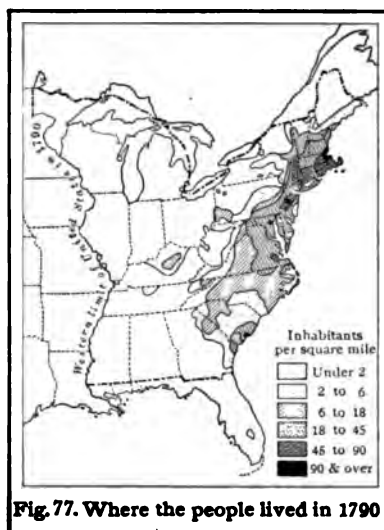 Western limit of United States in 1790
Inhabitants
per square mile
Under 2
2 to 6
6 to 18
18 to 45
45 to 90
90 & over
Fig. 77. Where the people lived in 1790